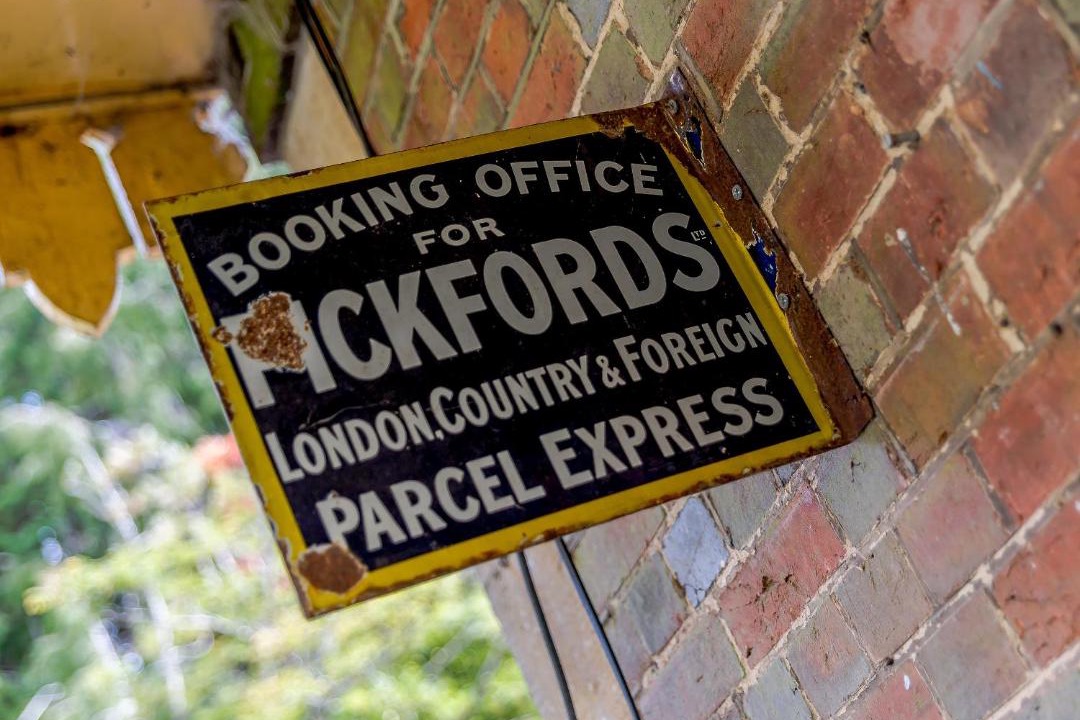 BOOKING OFFICE
FOR
PICKFORDS LTD
LONDON, COUNTRY & FOREIGN
PARCEL EXPRESS